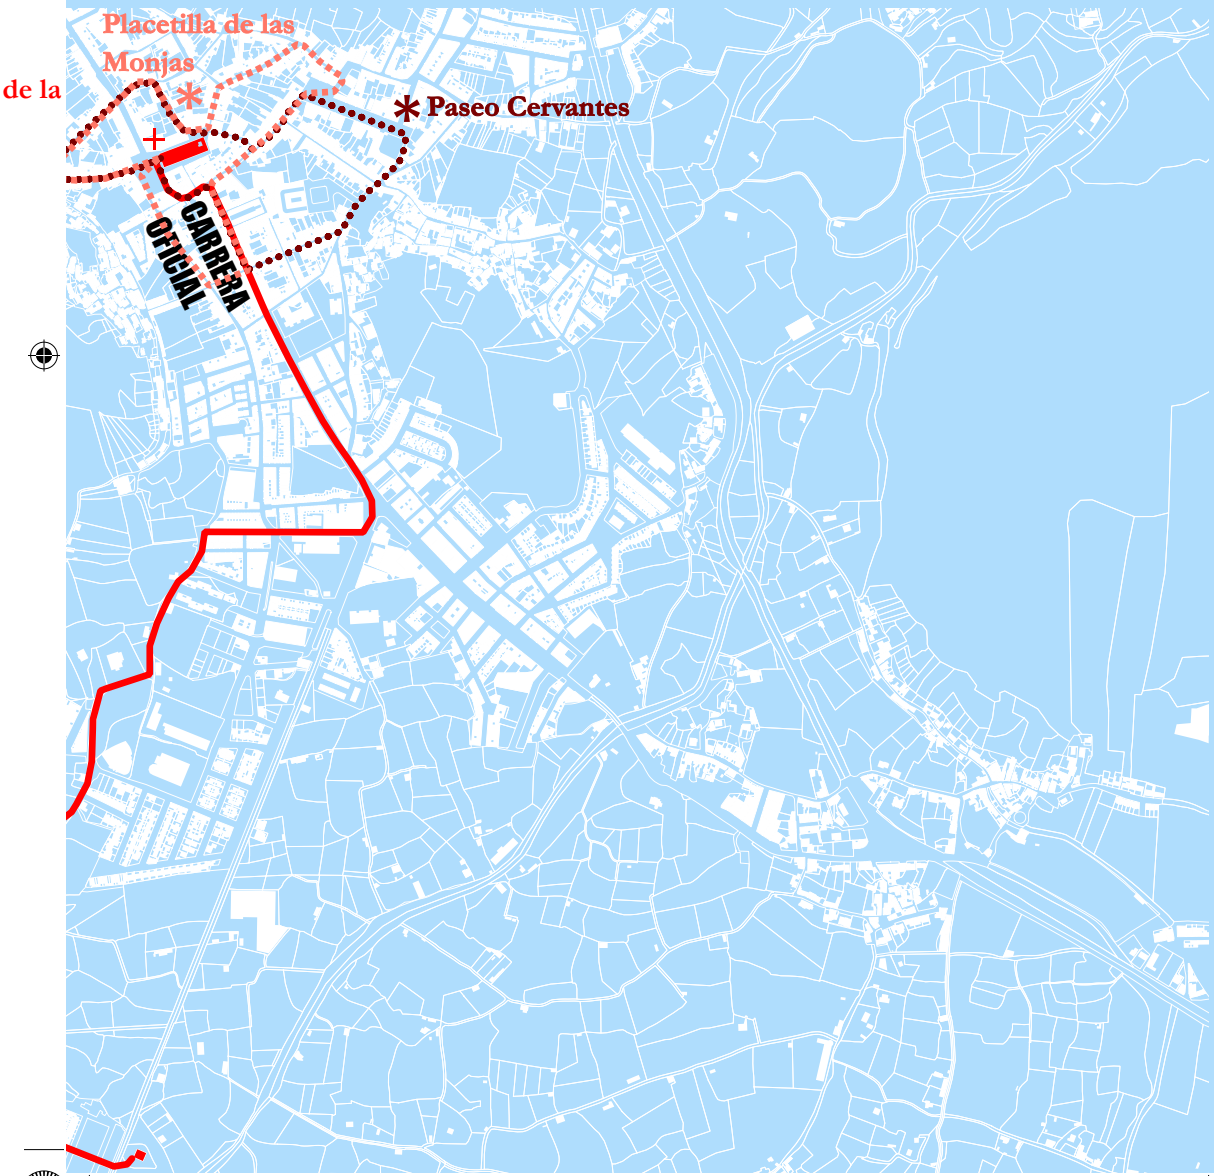 Placetilla de las
Monjas
de la
Paseo Cervantes
CARRERA
OFICIAL